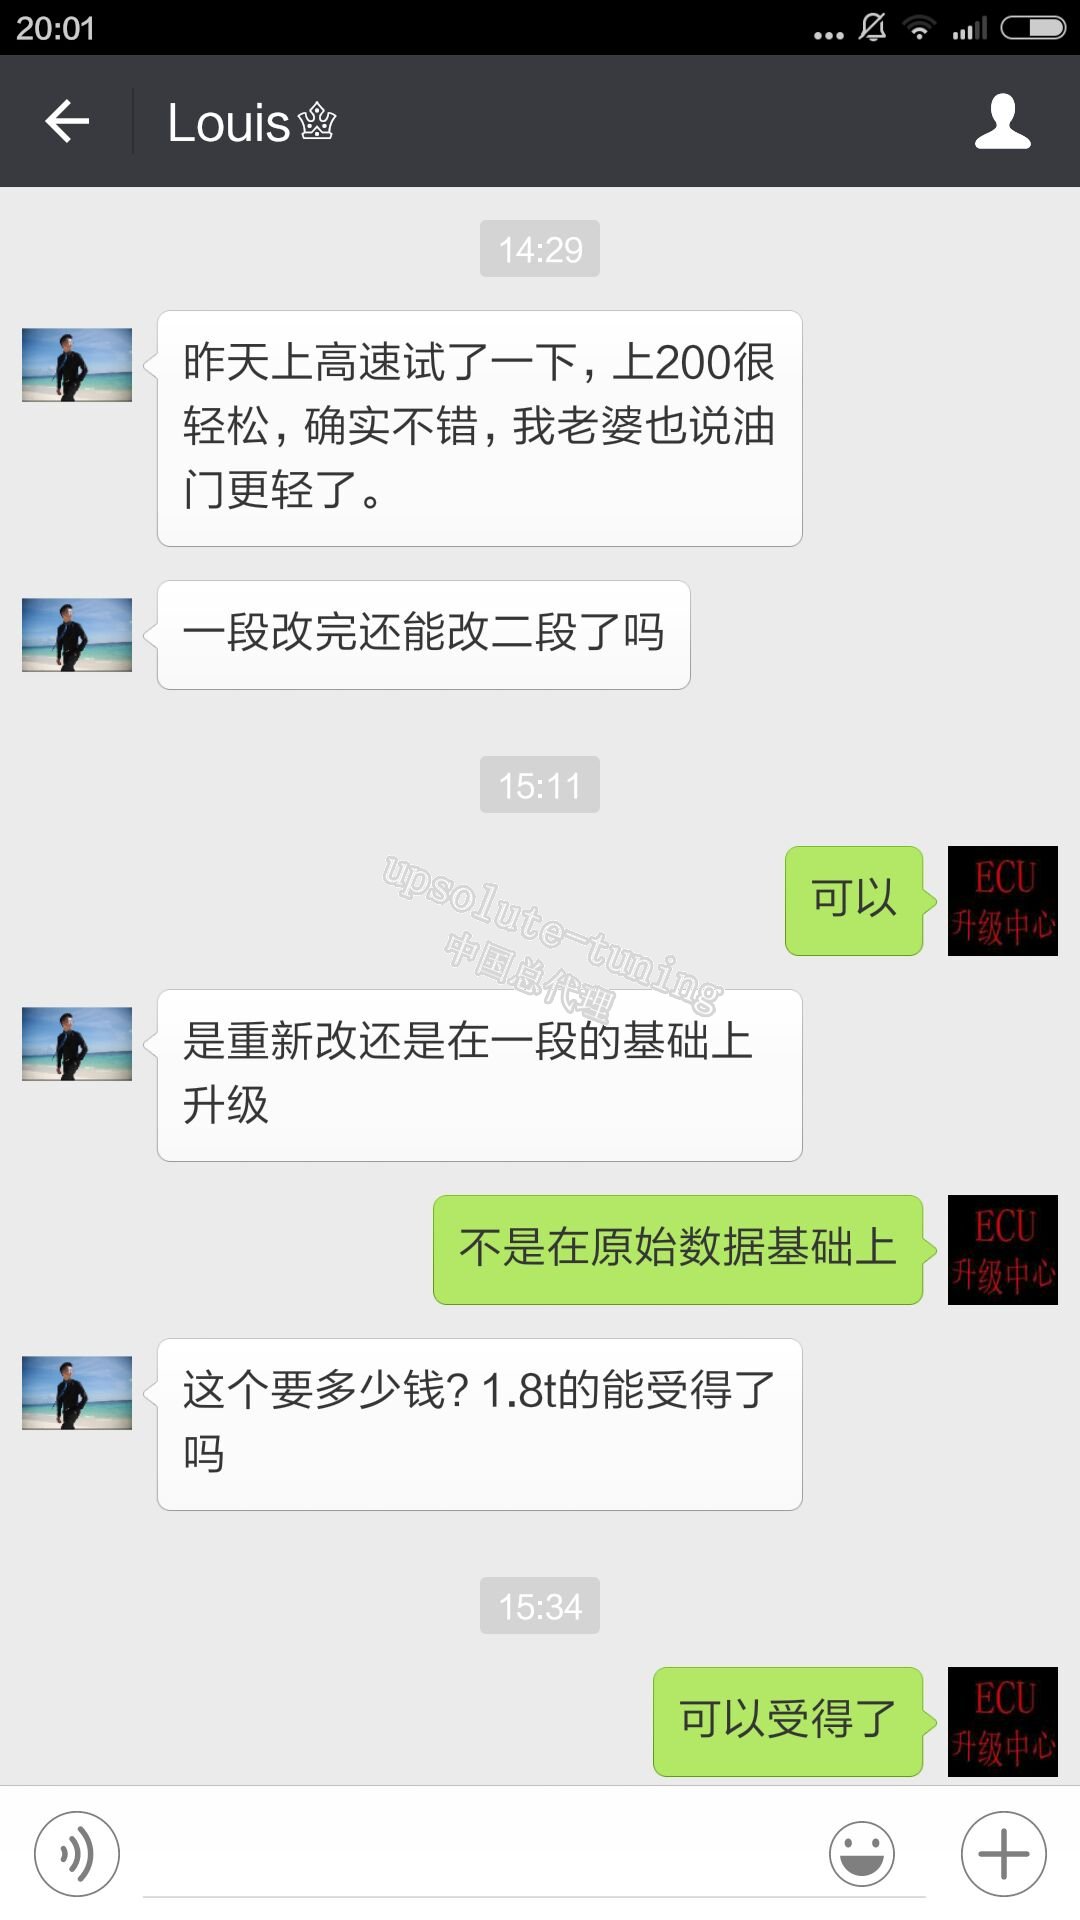 20:01
Louis
14:29
昨天上高速试了一下，上200很
轻松，确实不错，我老婆也说油
门更轻了。
一段改完还能改二段了吗
15:11
可以
ECU
升级中心
upsolute-tuning
中国总代理
是重新改还是在一段的基础上
升级
不是在原始数据基础上
ECU
升级中心
这个要多少钱？1.8t的能受得了
吗
15:34
可以受得了
ECU
升级中心